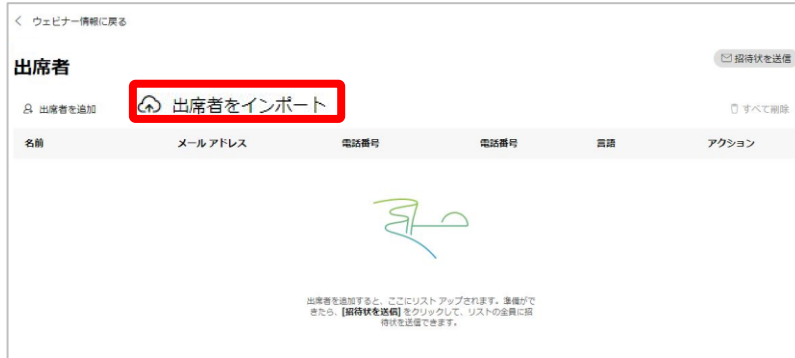 < ウェビナー情報に戻る
出席者
招待状を送信
出席者を追加
出席者をインポート
すべて削除
名前 メール アドレス 電話番号 電話番号 言語 アクション
出席者を追加すると、ここにリスト アップされます。準備がで
きたら、[招待状を送信] をクリックして、リストの全員に招
待状を送信できます。